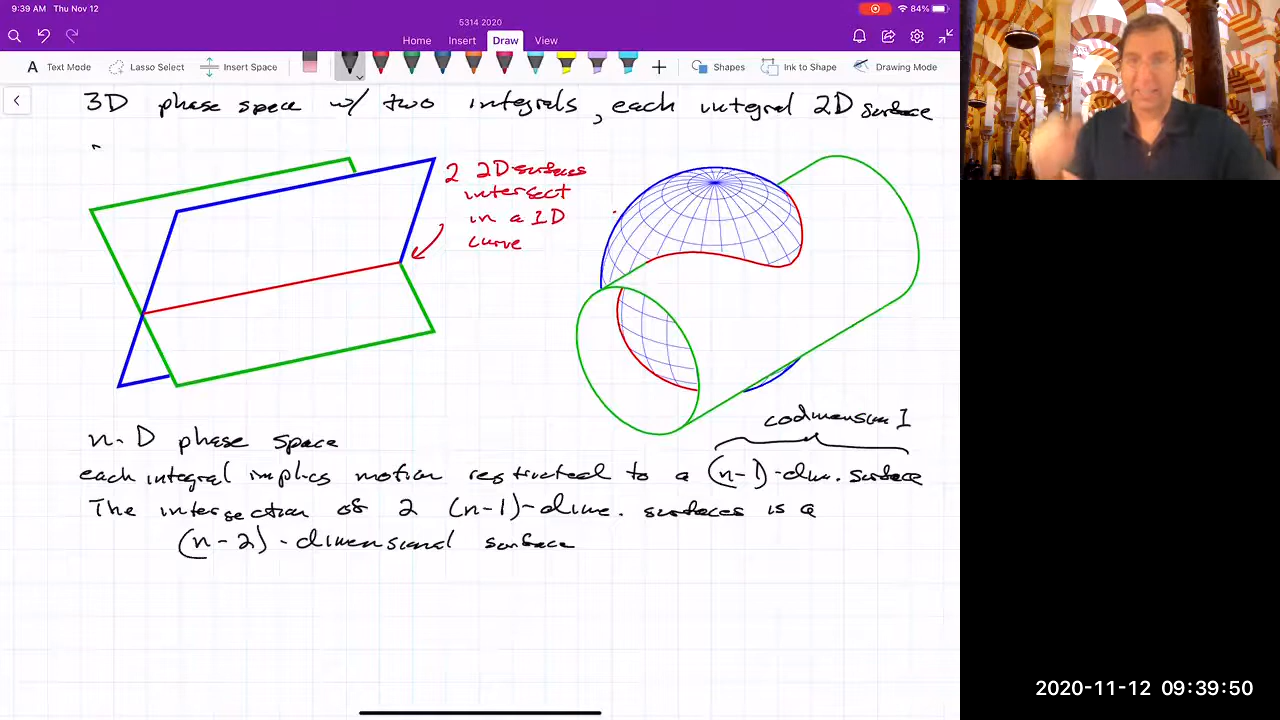 9:39 AM Thu Nov 12
84%
5314 2020
Home Insert Draw View
Text Mode Lasso Select Insert Space Shapes Ink to Shape Drawing Mode
3D phase space w/ two integrals, each integral 2D surface
2 2D surfaces
intersect
in a 1D
curve
codimension 1
n-D phase space
each integral implies motion restricted to a (n-1)-dim. surface
The intersection of 2 (n-1)-dim. surfaces is a
(n-2)-dimensional surface
2020-11-12 09:39:50